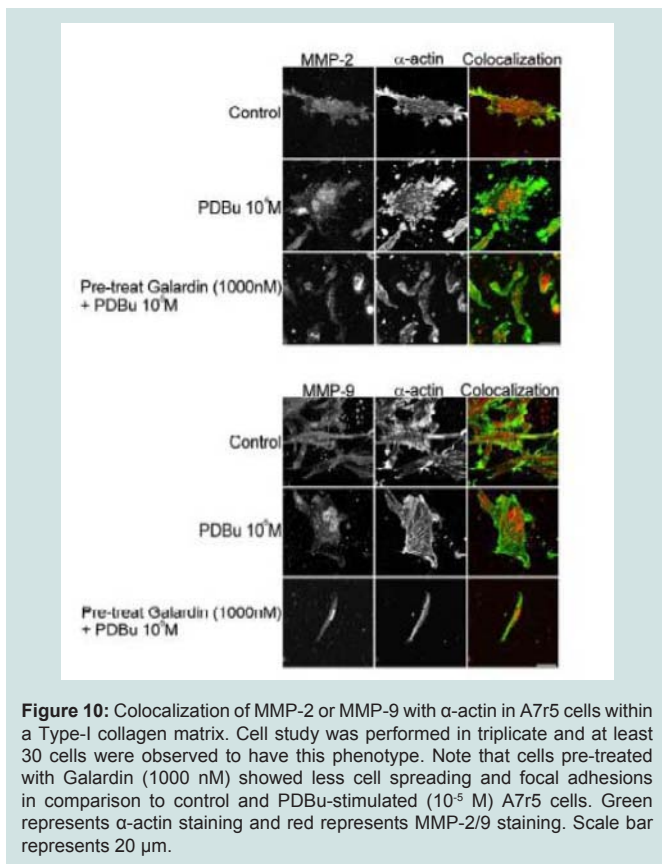 MMP-2 α-actin Colocalization
Control
PDBu 10⁻⁵M
Pre-treat Galardin (1000nM)
+ PDBu 10⁻⁵M
MMP-9 α-actin Colocalization
Control
PDBu 10⁻⁵M
Pre-treat Galardin (1000nM)
+ PDBu 10⁻⁵M
Figure 10: Colocalization of MMP-2 or MMP-9 with α-actin in A7r5 cells within
a Type-I collagen matrix. Cell study was performed in triplicate and at least
30 cells were observed to have this phenotype. Note that cells pre-treated
with Galardin (1000 nM) showed less cell spreading and focal adhesions
in comparison to control and PDBu-stimulated (10⁻⁵ M) A7r5 cells. Green
represents α-actin staining and red represents MMP-2/9 staining. Scale bar
represents 20 μm.